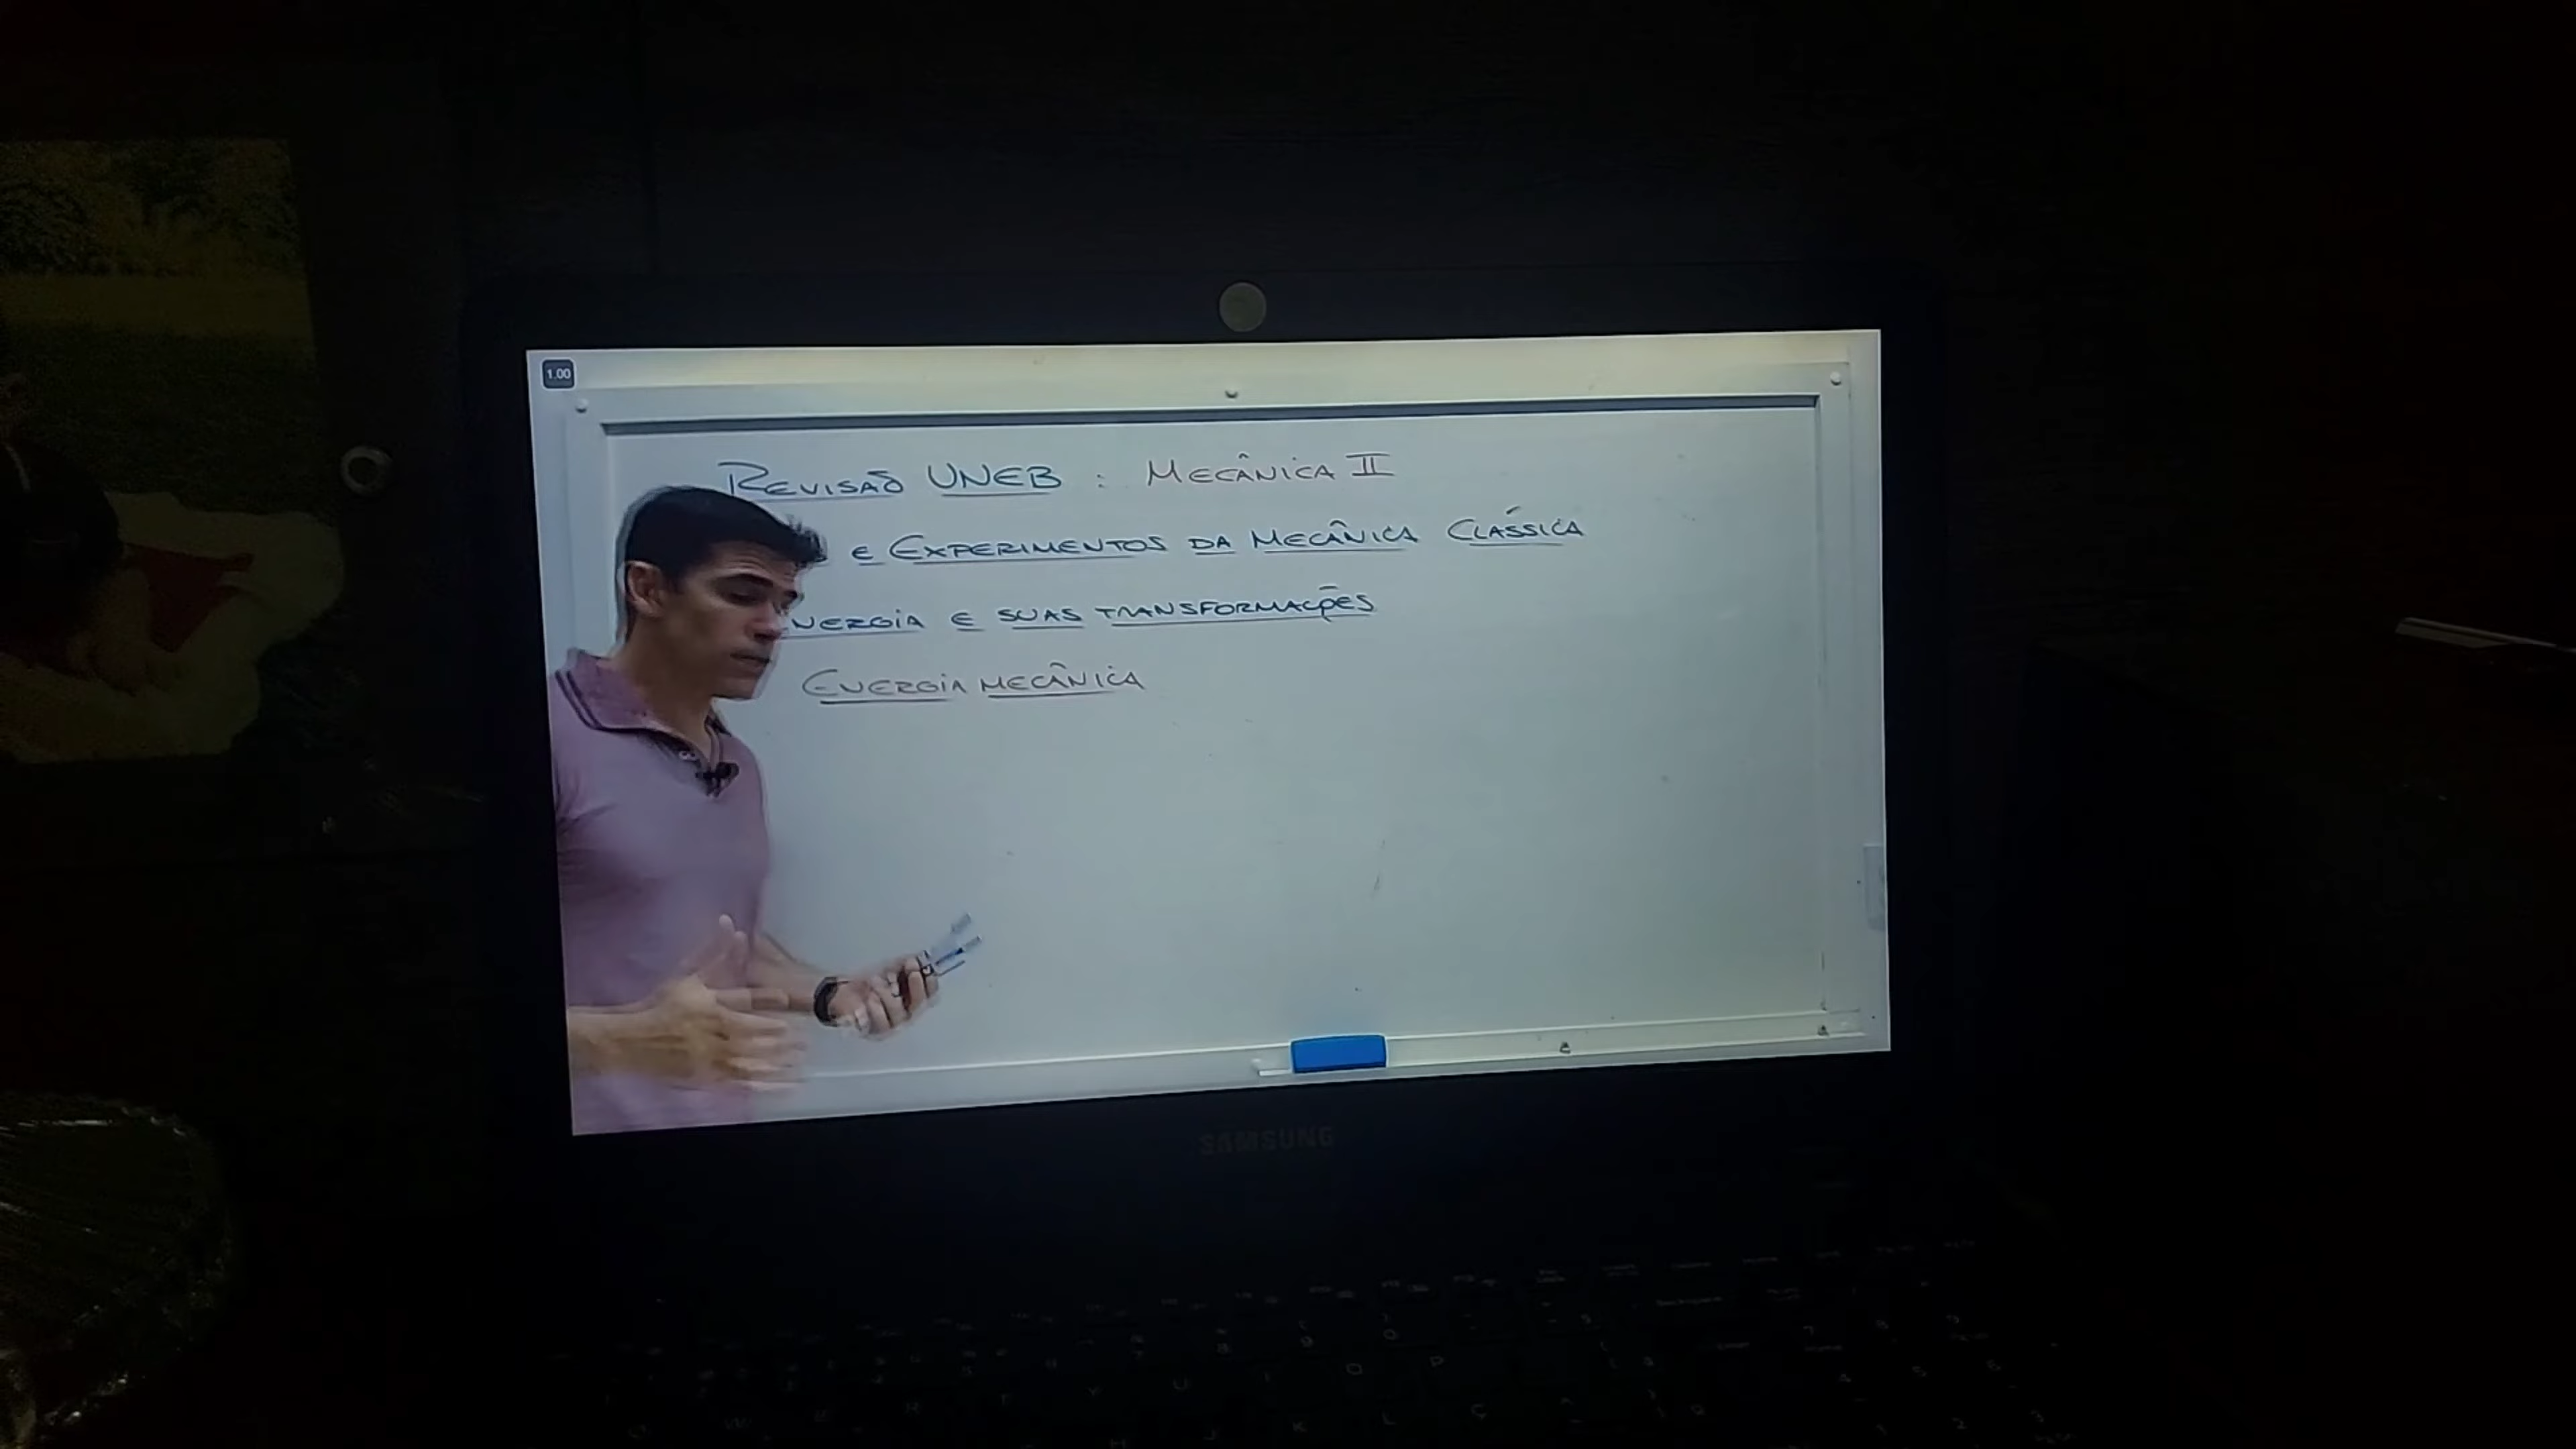 1.00
REVISÃO UNEB : MECÂNICA II
E EXPERIMENTOS DA MECÂNICA CLÁSSICA
NERGIA E SUAS TRANSFORMAÇÕES
ENERGIA MECÂNICA
SAMSUNG